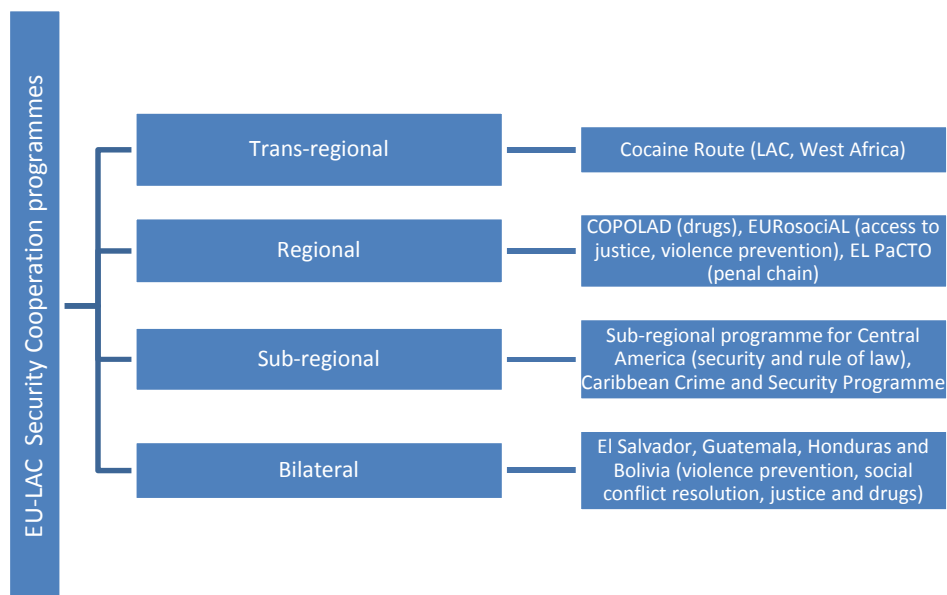 EU-LAC Security Cooperation programmes
Trans-regional
Cocaine Route (LAC, West Africa)
Regional
COPOLAD (drugs), EURosociAL (access to
justice, violence prevention), EL PaCTO
(penal chain)
Sub-regional
Sub-regional programme for Central
America (security and rule of law),
Caribbean Crime and Security Programme
Bilateral
El Salvador, Guatemala, Honduras and
Bolivia (violence prevention, social
conflict resolution, justice and drugs)